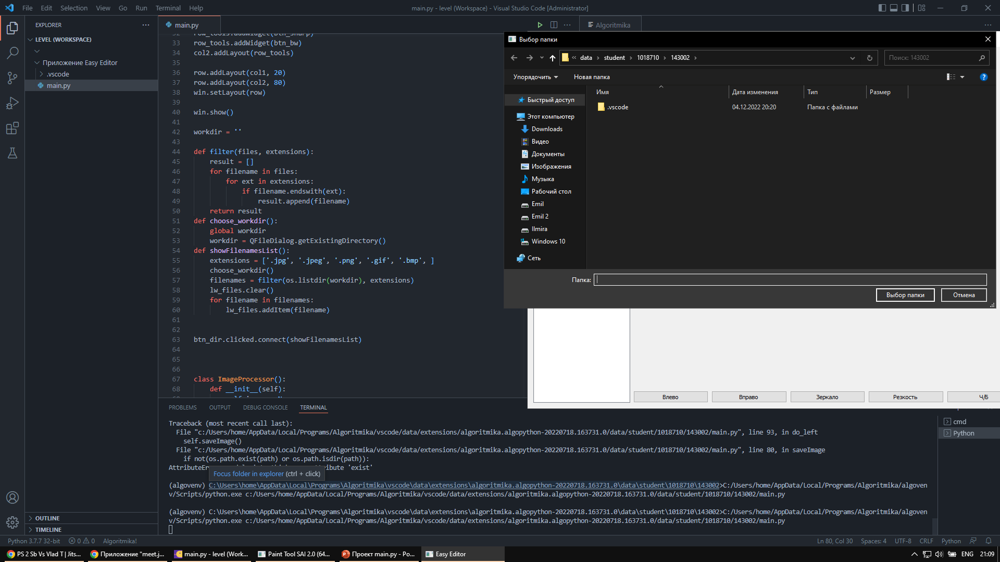 File Edit Selection View Go Run Terminal Help
main.py - level (Workspace) - Visual Studio Code [Administrator]
EXPLORER
LEVEL (WORKSPACE)
Приложение Easy Editor
.vscode
main.py
OUTLINE
TIMELINE
main.py
Algoritmika
33 row_tools.addWidget(btn_bw)
34 col2.addLayout(row_tools)
35
36 row.addLayout(col1, 20)
37 row.addLayout(col2, 80)
38 win.setLayout(row)
39
40 win.show()
41
42 workdir = ''
43
44 def filter(files, extensions):
45 result = []
46 for filename in files:
47 for ext in extensions:
48 if filename.endswith(ext):
49 result.append(filename)
50 return result
51 def choose_workdir():
52 global workdir
53 workdir = QFileDialog.getExistingDirectory()
54 def showFilenamesList():
55 extensions = ['.jpg', '.jpeg', '.png', '.gif', '.bmp', ]
56 choose_workdir()
57 filenames = filter(os.listdir(workdir), extensions)
58 lw_files.clear()
59 for filename in filenames:
60 lw_files.addItem(filename)
61
62
63 btn_dir.clicked.connect(showFilenamesList)
64
65
66
67 class ImageProcessor():
68 def __init__(self):
Выбор папки
data student 1018710 143002
Поиск: 143002
Упорядочить Новая папка
Имя Дата изменения Тип Размер
.vscode 04.12.2022 20:20 Папка с файлами
Быстрый доступ
Этот компьютер
Downloads
Видео
Документы
Изображения
Музыка
Рабочий стол
Emil
Emil 2
Ilmira
Windows 10
Сеть
Папка:
Выбор папки Отмена
Влево Вправо Зеркало Резкость Ч/Б
PROBLEMS OUTPUT DEBUG CONSOLE TERMINAL
Traceback (most recent call last):
File "c:/Users/home/AppData/Local/Programs/Algoritmika/vscode/data/extensions/algoritmika.algopython-20220718.163731.0/data/student/1018710/143002/main.py", line 93, in do_left
self.saveImage()
File "c:/Users/home/AppData/Local/Programs/Algoritmika/vscode/data/extensions/algoritmika.algopython-20220718.163731.0/data/student/1018710/143002/main.py", line 80, in saveImage
if not(os.path.exist(path) or os.path.isdir(path)):
'exist'
Focus folder in explorer (ctrl + click)
(algovenv) C:\Users\home\AppData\Local\Programs\Algoritmika\vscode\data\extensions\algoritmika.algopython-20220718.163731.0\data\student\1018710\143002>C:/Users/home/AppData/Local/Programs/Algoritmika/algoven
v/Scripts/python.exe c:/Users/home/AppData/Local/Programs/Algoritmika/vscode/data/extensions/algoritmika.algopython-20220718.163731.0/data/student/1018710/143002/main.py
(algovenv) C:\Users\home\AppData\Local\Programs\Algoritmika\vscode\data\extensions\algoritmika.algopython-20220718.163731.0\data\student\1018710\143002>C:/Users/home/AppData/Local/Programs/Algoritmika/algoven
v/Scripts/python.exe c:/Users/home/AppData/Local/Programs/Algoritmika/vscode/data/extensions/algoritmika.algopython-20220718.163731.0/data/student/1018710/143002/main.py
cmd
Python
Python 3.7.7 32-bit 0 0 Algoritmika!
Ln 80, Col 30 Spaces: 4 UTF-8 CRLF Python
PS 2 Sb Vs Vlad T | Jits... Приложение "meet.j... main.py - level (Work... Paint Tool SAI 2.0 (64... Проект main.py - Po... Easy Editor
ENG 21:09